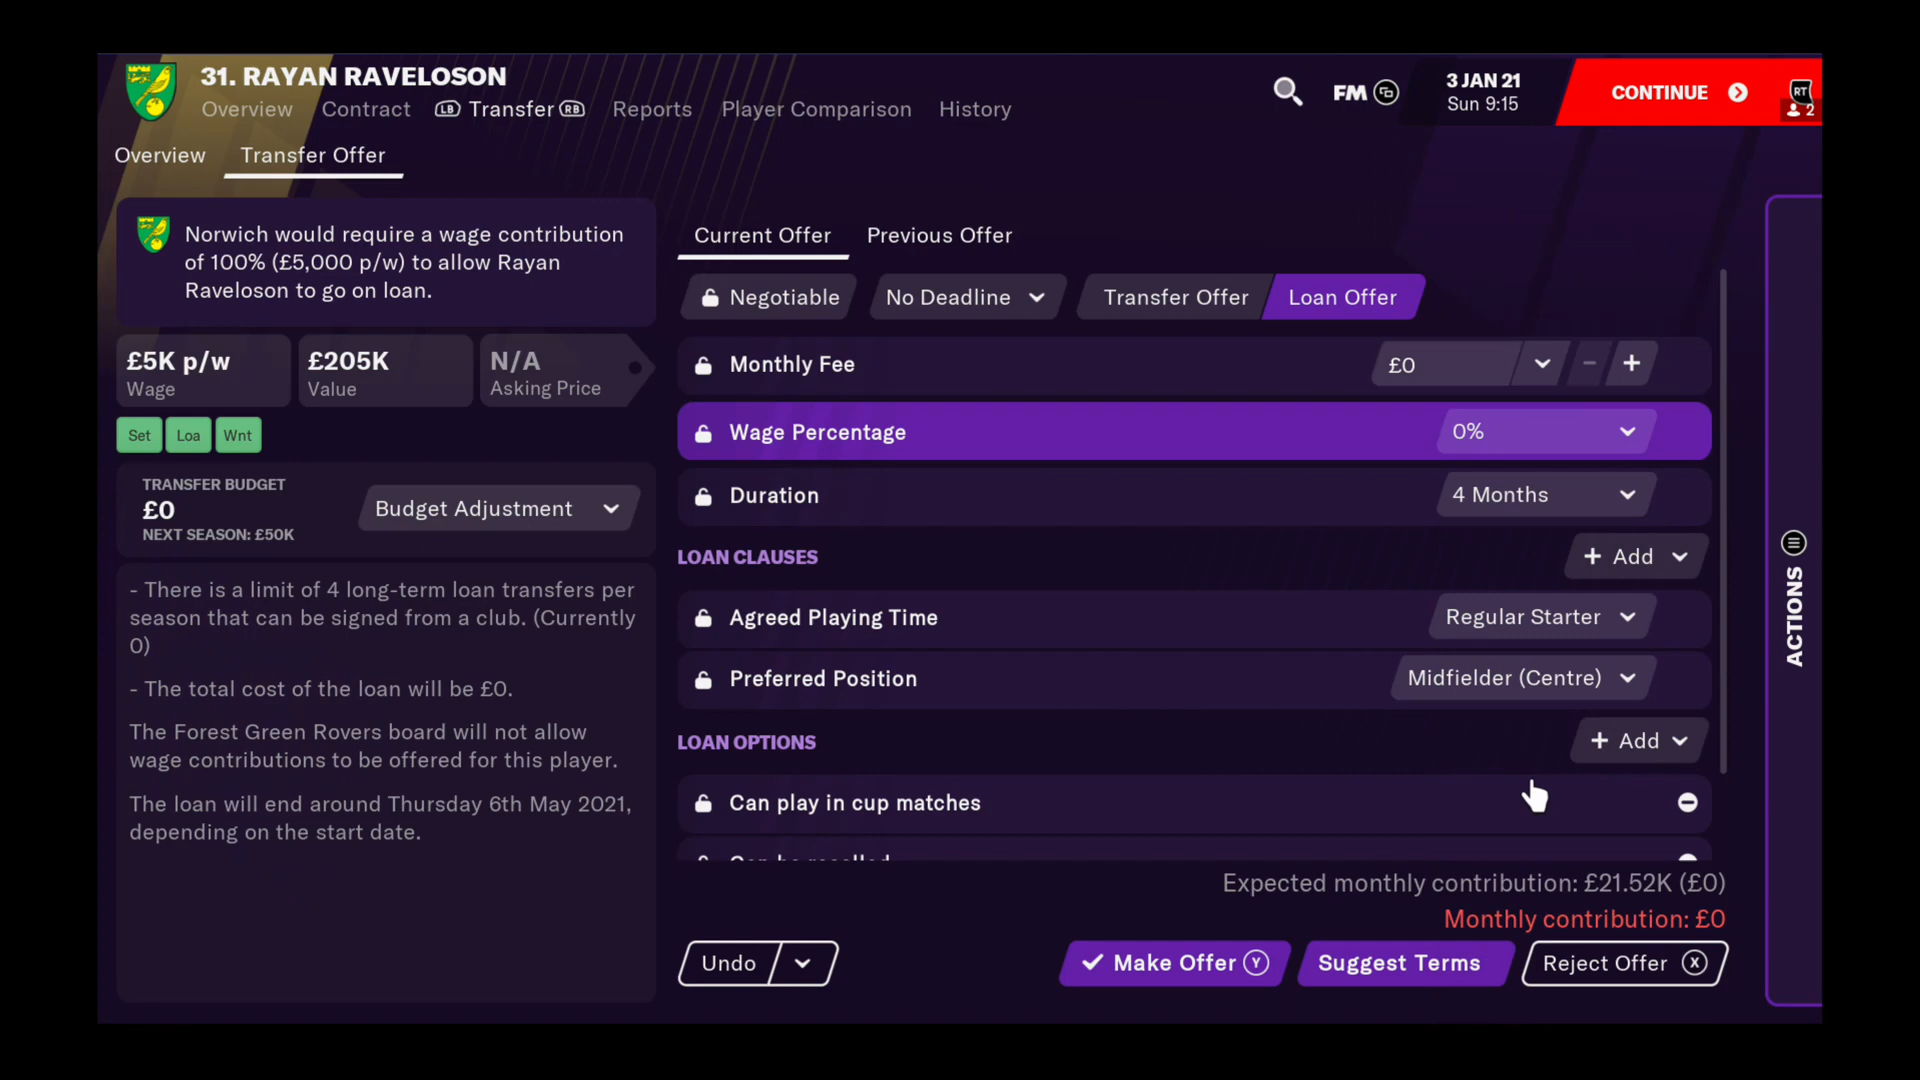 31. RAYAN RAVELOSON
Overview Contract LB Transfer RB Reports Player Comparison History
FM
3 JAN 21
Sun 9:15
CONTINUE
RT
2
Overview Transfer Offer
Norwich would require a wage contribution
of 100% (£5,000 p/w) to allow Rayan
Raveloson to go on loan.
£5K p/w
Wage
£205K
Value
N/A
Asking Price
Set Loa Wnt
TRANSFER BUDGET
£0
NEXT SEASON: £50K
Budget Adjustment
- There is a limit of 4 long-term loan transfers per
season that can be signed from a club. (Currently
0)
- The total cost of the loan will be £0.
The Forest Green Rovers board will not allow
wage contributions to be offered for this player.
The loan will end around Thursday 6th May 2021,
depending on the start date.
Current Offer Previous Offer
Negotiable No Deadline Transfer Offer Loan Offer
Monthly Fee £0
Wage Percentage 0%
Duration 4 Months
LOAN CLAUSES + Add
Agreed Playing Time Regular Starter
Preferred Position Midfielder (Centre)
LOAN OPTIONS + Add
Can play in cup matches
Can be recalled
Expected monthly contribution: £21.52K (£0)
Monthly contribution: £0
Undo Make Offer Y Suggest Terms Reject Offer X
ACTIONS